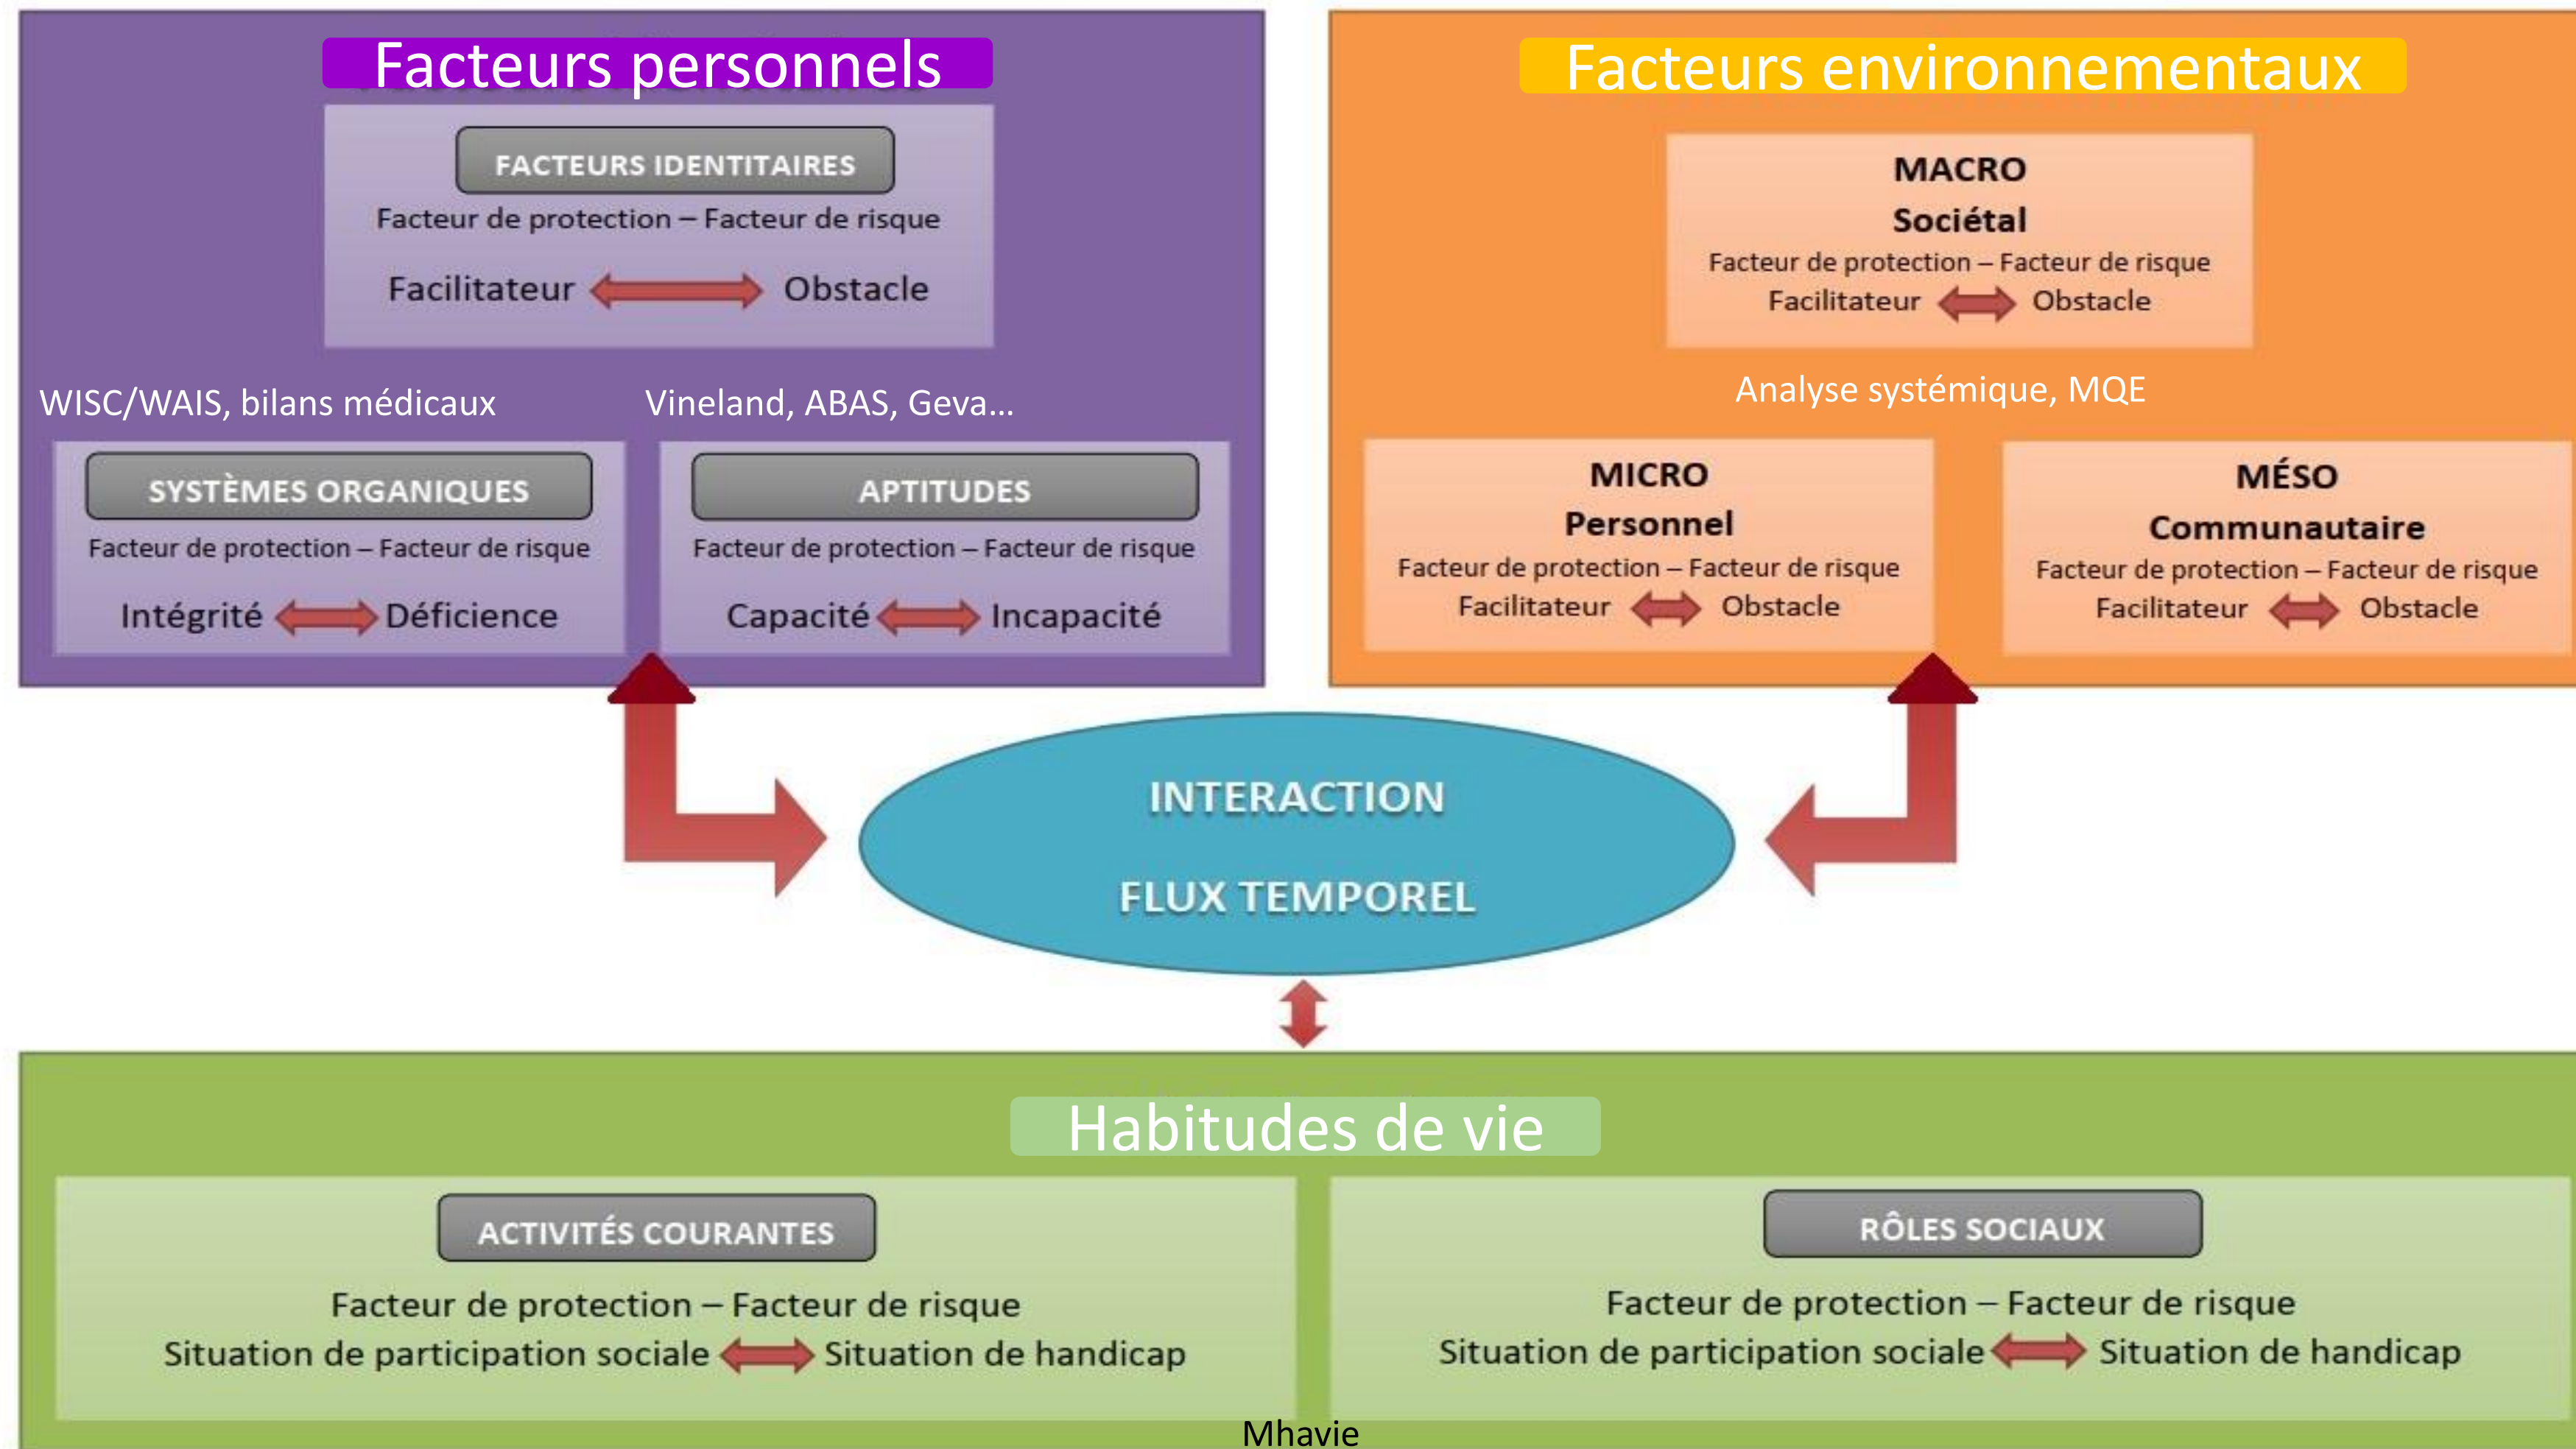 Facteurs personnels
FACTEURS IDENTITAIRES
Facteur de protection – Facteur de risque
Facilitateur Obstacle
WISC/WAIS, bilans médicaux
Vineland, ABAS, Geva...
SYSTÈMES ORGANIQUES
Facteur de protection – Facteur de risque
Intégrité Déficience
APTITUDES
Facteur de protection – Facteur de risque
Capacité Incapacité
Facteurs environnementaux
MACRO
Sociétal
Facteur de protection – Facteur de risque
Facilitateur Obstacle
Analyse systémique, MQE
MICRO
Personnel
Facteur de protection – Facteur de risque
Facilitateur Obstacle
MÉSO
Communautaire
Facteur de protection – Facteur de risque
Facilitateur Obstacle
INTERACTION
FLUX TEMPOREL
Habitudes de vie
ACTIVITÉS COURANTES
Facteur de protection – Facteur de risque
Situation de participation sociale Situation de handicap
RÔLES SOCIAUX
Facteur de protection – Facteur de risque
Situation de participation sociale Situation de handicap
Mhavie